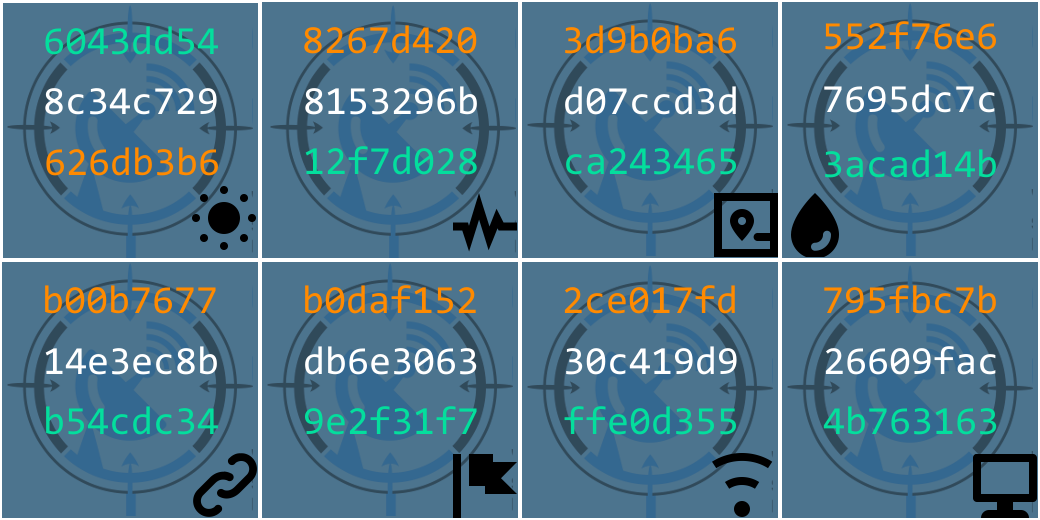 6043dd54
8c34c729
626db3b6
8267d420
8153296b
12f7d028
3d9b0ba6
d07ccd3d
ca243465
552f76e6
7695dc7c
3acad14b
b00b7677
14e3ec8b
b54cdc34
b0daf152
db6e3063
9e2f31f7
2ce017fd
30c419d9
ffe0d355
795fbc7b
26609fac
4b763163